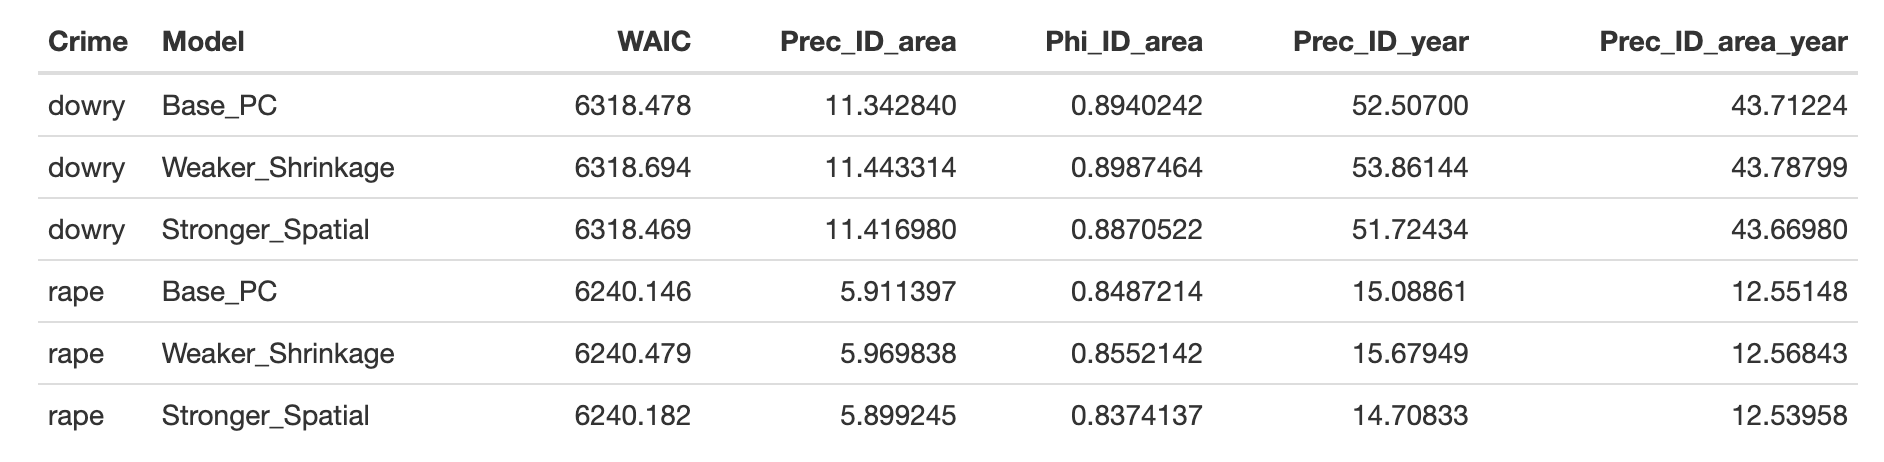 Crime Model WAIC Prec_ID_area Phi_ID_area Prec_ID_year Prec_ID_area_year
dowry Base_PC 6318.478 11.342840 0.8940242 52.50700 43.71224
dowry Weaker_Shrinkage 6318.694 11.443314 0.8987464 53.86144 43.78799
dowry Stronger_Spatial 6318.469 11.416980 0.8870522 51.72434 43.66980
rape Base_PC 6240.146 5.911397 0.8487214 15.08861 12.55148
rape Weaker_Shrinkage 6240.479 5.969838 0.8552142 15.67949 12.56843
rape Stronger_Spatial 6240.182 5.899245 0.8374137 14.70833 12.53958